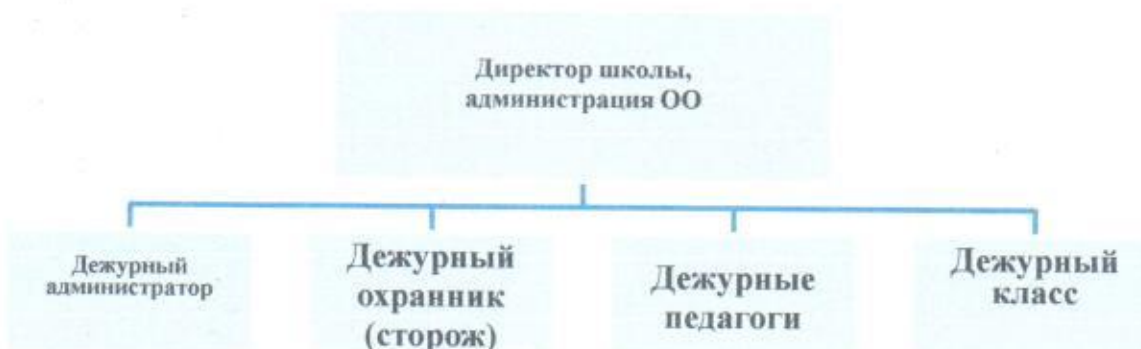 Директор школы,
администрация ОО
Дежурный
администратор
Дежурный
охранник
(сторож)
Дежурные
педагоги
Дежурный
класс